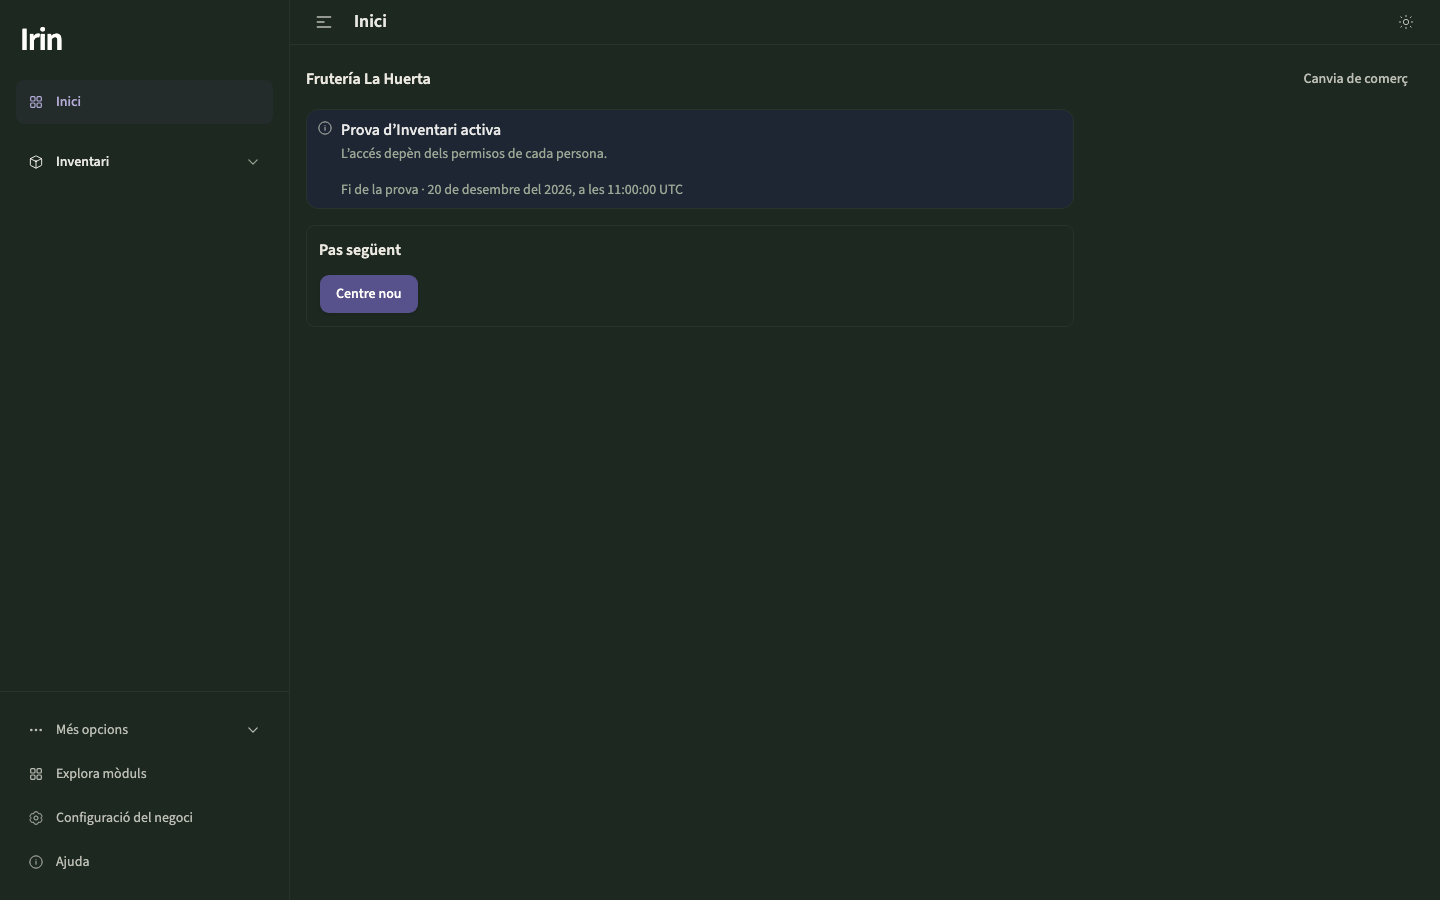 Irin
Inici
Inventari
Més opcions
Explora mòduls
Configuració del negoci
Ajuda
Inici
Frutería La Huerta
Canvia de comerç
Prova d’Inventari activa
L’accés depèn dels permisos de cada persona.
Fi de la prova · 20 de desembre del 2026, a les 11:00:00 UTC
Pas següent
Centre nou